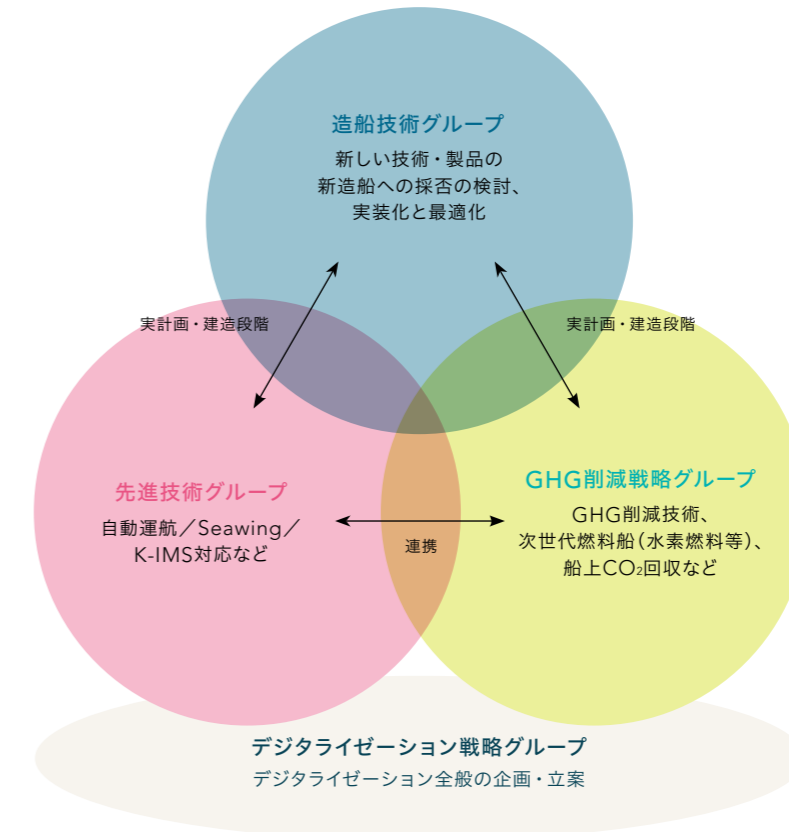 造船技術グループ
新しい技術・製品の
新造船への採否の検討、
実装化と最適化
実計画・建造段階
実計画・建造段階
先進技術グループ
自動運航／Seawing／
K-IMS対応など
連携
GHG削減戦略グループ
GHG削減技術、
次世代燃料船（水素燃料等）、
船上CO₂回収など
デジタライゼーション戦略グループ
デジタライゼーション全般の企画・立案